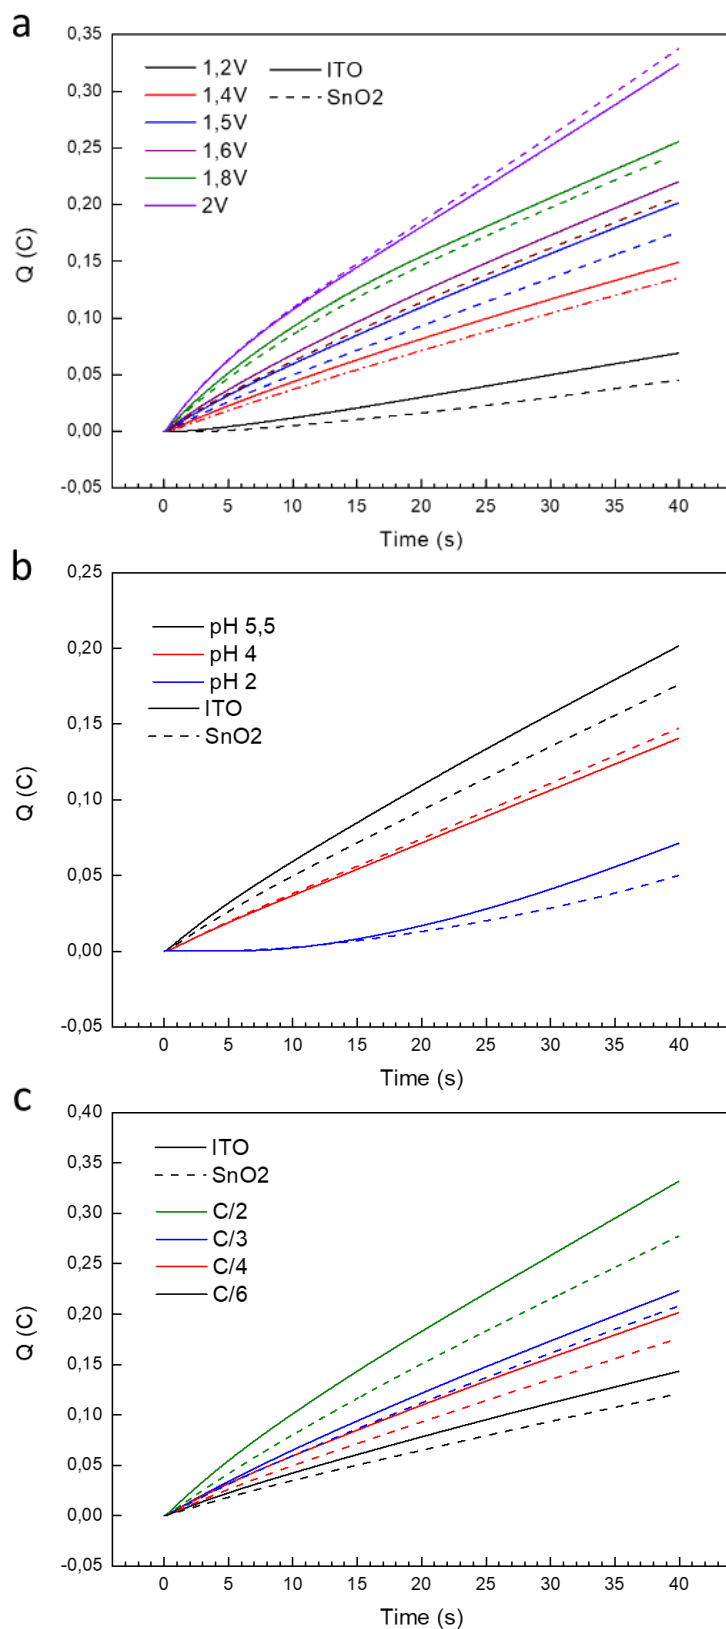 a
0,35
0,30
0,25
0,20
0,15
0,10
0,05
0,00
-0,05
Q (C)
1,2V
1,4V
1,5V
1,6V
1,8V
2V
ITO
SnO2
0 5 10 15 20 25 30 35 40
Time (s)
b
0,25
0,20
0,15
0,10
0,05
0,00
-0,05
Q (C)
pH 5,5
pH 4
pH 2
ITO
SnO2
0 5 10 15 20 25 30 35 40
Time (s)
c
0,40
0,35
0,30
0,25
0,20
0,15
0,10
0,05
0,00
-0,05
Q (C)
ITO
SnO2
C/2
C/3
C/4
C/6
0 5 10 15 20 25 30 35 40
Time (s)